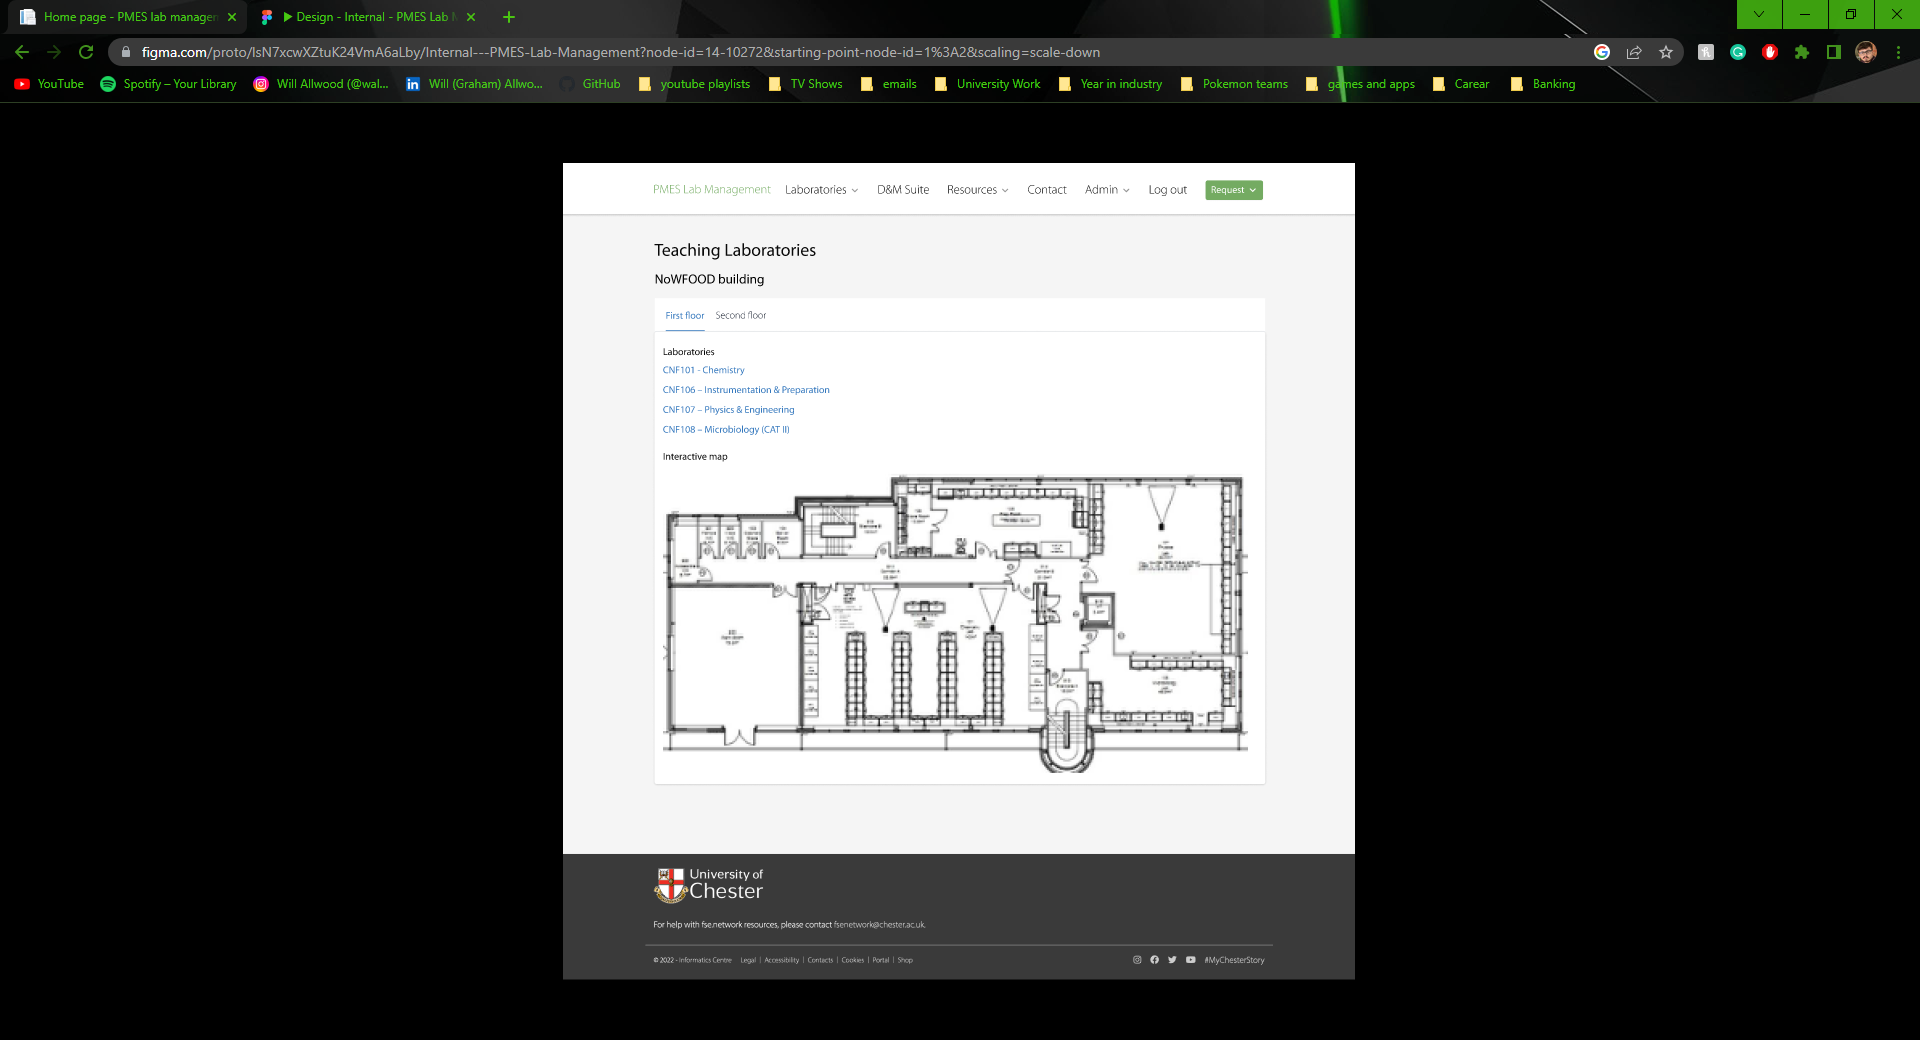 Home page - PMES lab manager
Design - Internal - PMES Lab M
figma.com/proto/lsN7xcwXZtuK24VmA6aLby/Internal---PMES-Lab-Management?node-id=14-10272&starting-point-node-id=1%3A2&scaling=scale-down
YouTube Spotify – Your Library Will Allwood (@wal... Will (Graham) Allwo... GitHub youtube playlists TV Shows emails University Work Year in industry Pokemon teams games and apps Carear Banking
PMES Lab Management Laboratories D&M Suite Resources Contact Admin Log out Request
Teaching Laboratories
NoWFOOD building
First floor Second floor
Laboratories
CNF101 - Chemistry
CNF106 – Instrumentation & Preparation
CNF107 – Physics & Engineering
CNF108 – Microbiology (CAT II)
Interactive map
University of
Chester
For help with fse.network resources, please contact fsenetwork@chester.ac.uk.
© 2022 - Informatics Centre Legal | Accessibility | Contacts | Cookies | Portal | Shop #MyChesterStory